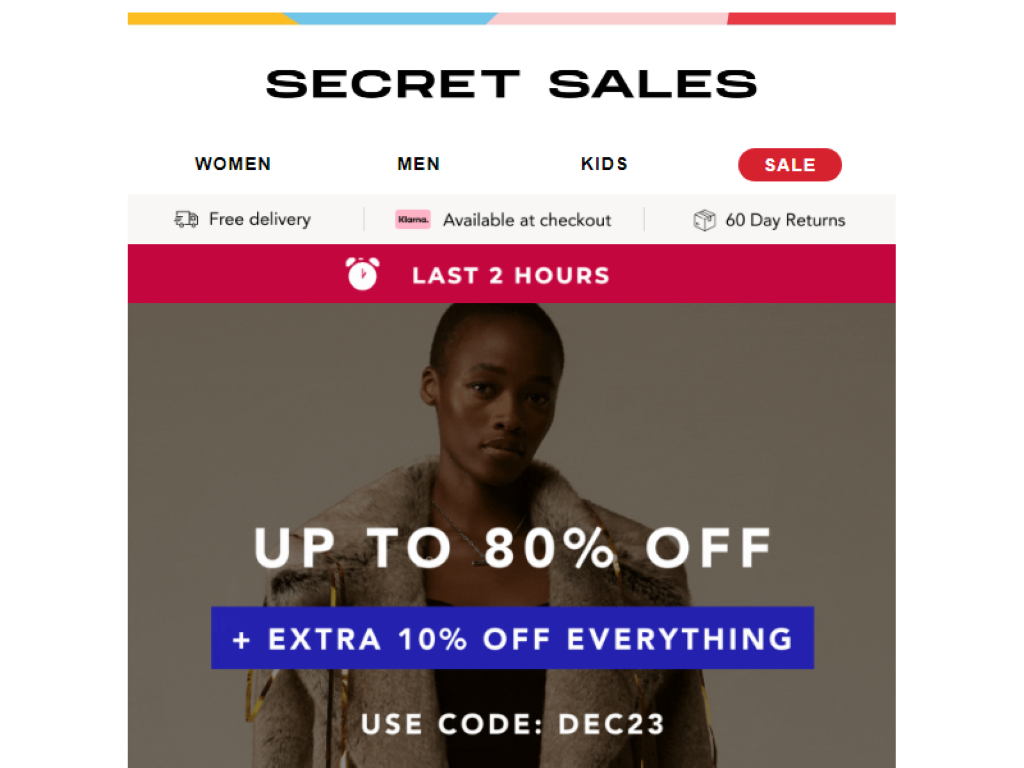 SECRET SALES
WOMEN MEN KIDS SALE
Free delivery Klarna. Available at checkout 60 Day Returns
LAST 2 HOURS
UP TO 80% OFF
+ EXTRA 10% OFF EVERYTHING
USE CODE: DEC23